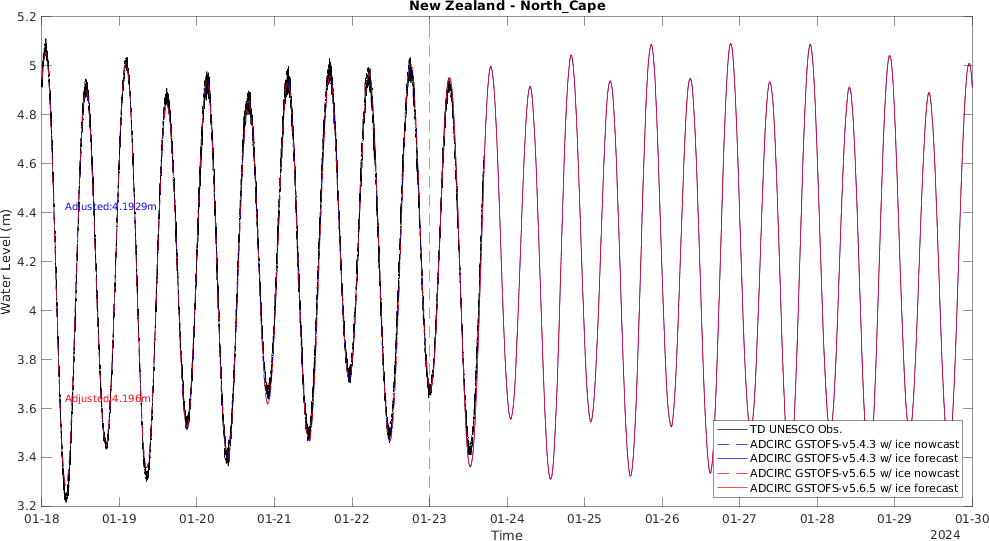 New Zealand - North_Cape
5.2
5
4.8
4.6
4.4
4.2
4
3.8
3.6
3.4
3.2
Water Level (m)
Adjusted:4.1929m
Adjusted:4.196m
TD UNESCO Obs.
ADCIRC GSTOFS-v5.4.3 w/ ice nowcast
ADCIRC GSTOFS-v5.4.3 w/ ice forecast
ADCIRC GSTOFS-v5.6.5 w/ ice nowcast
ADCIRC GSTOFS-v5.6.5 w/ ice forecast
01-18 01-19 01-20 01-21 01-22 01-23 01-24 01-25 01-26 01-27 01-28 01-29 01-30
Time
2024